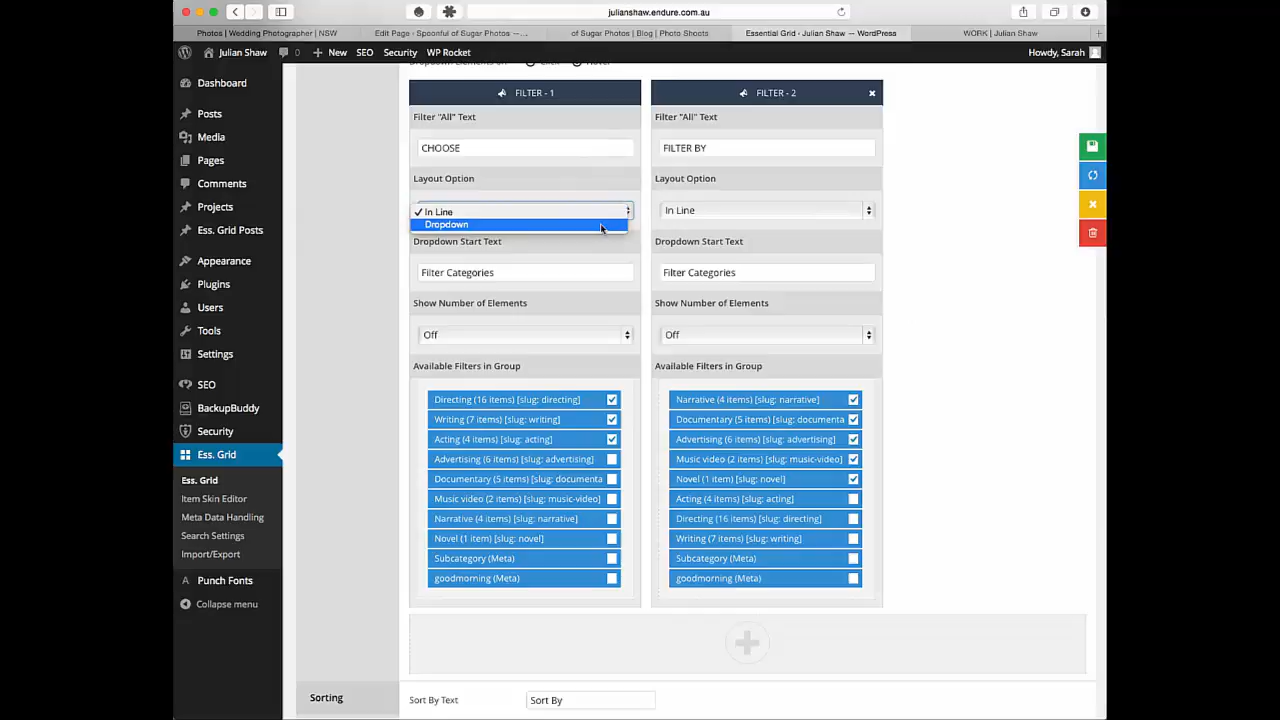 julianshaw.endure.com.au
Photos | Wedding Photographer | NSW
Edit Page - Spoonful of Sugar Photos --...
of Sugar Photos | Blog | Photo Shoots
Essential Grid - Julian Shaw — WordPress
WORK | Julian Shaw
Julian Shaw
0
New
SEO
Security
WP Rocket
Howdy, Sarah
Dashboard
Posts
Media
Pages
Comments
Projects
Ess. Grid Posts
Appearance
Plugins
Users
Tools
Settings
SEO
BackupBuddy
Security
Ess. Grid
Ess. Grid
Item Skin Editor
Meta Data Handling
Search Settings
Import/Export
Punch Fonts
Collapse menu
FILTER - 1
Filter "All" Text
CHOOSE
Layout Option
✓ In Line
Dropdown
Dropdown Start Text
Filter Categories
Show Number of Elements
Off
Available Filters in Group
Directing (16 items) [slug: directing]
Writing (7 items) [slug: writing]
Acting (4 items) [slug: acting]
Advertising (6 items) [slug: advertising]
Documentary (5 items) [slug: documenta
Music video (2 items) [slug: music-video]
Narrative (4 items) [slug: narrative]
Novel (1 item) [slug: novel]
Subcategory (Meta)
goodmorning (Meta)
FILTER - 2
Filter "All" Text
FILTER BY
Layout Option
In Line
Dropdown Start Text
Filter Categories
Show Number of Elements
Off
Available Filters in Group
Narrative (4 items) [slug: narrative]
Documentary (5 items) [slug: documenta
Advertising (6 items) [slug: advertising]
Music video (2 items) [slug: music-video]
Novel (1 item) [slug: novel]
Acting (4 items) [slug: acting]
Directing (16 items) [slug: directing]
Writing (7 items) [slug: writing]
Subcategory (Meta)
goodmorning (Meta)
Sorting
Sort By Text
Sort By